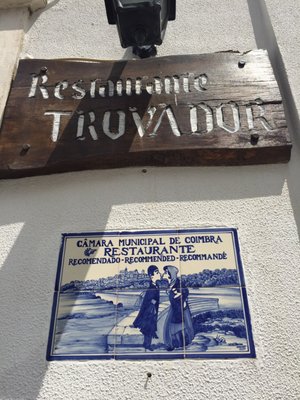 Restaurante
TROVADOR
CÂMARA MUNICIPAL DE COIMBRA
RESTAURANTE
RECOMENDADO-RECOMMENDED-RECOMMANDÉ